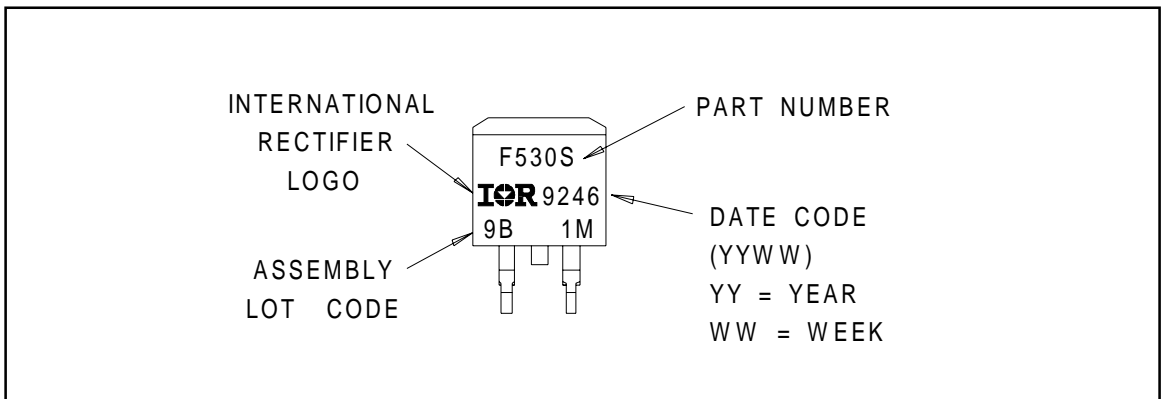 INTERNATIONAL
RECTIFIER
LOGO
ASSEMBLY
LOT CODE
F530S
IOR 9246
9B 1M
PART NUMBER
DATE CODE
(YYWW)
YY = YEAR
WW = WEEK